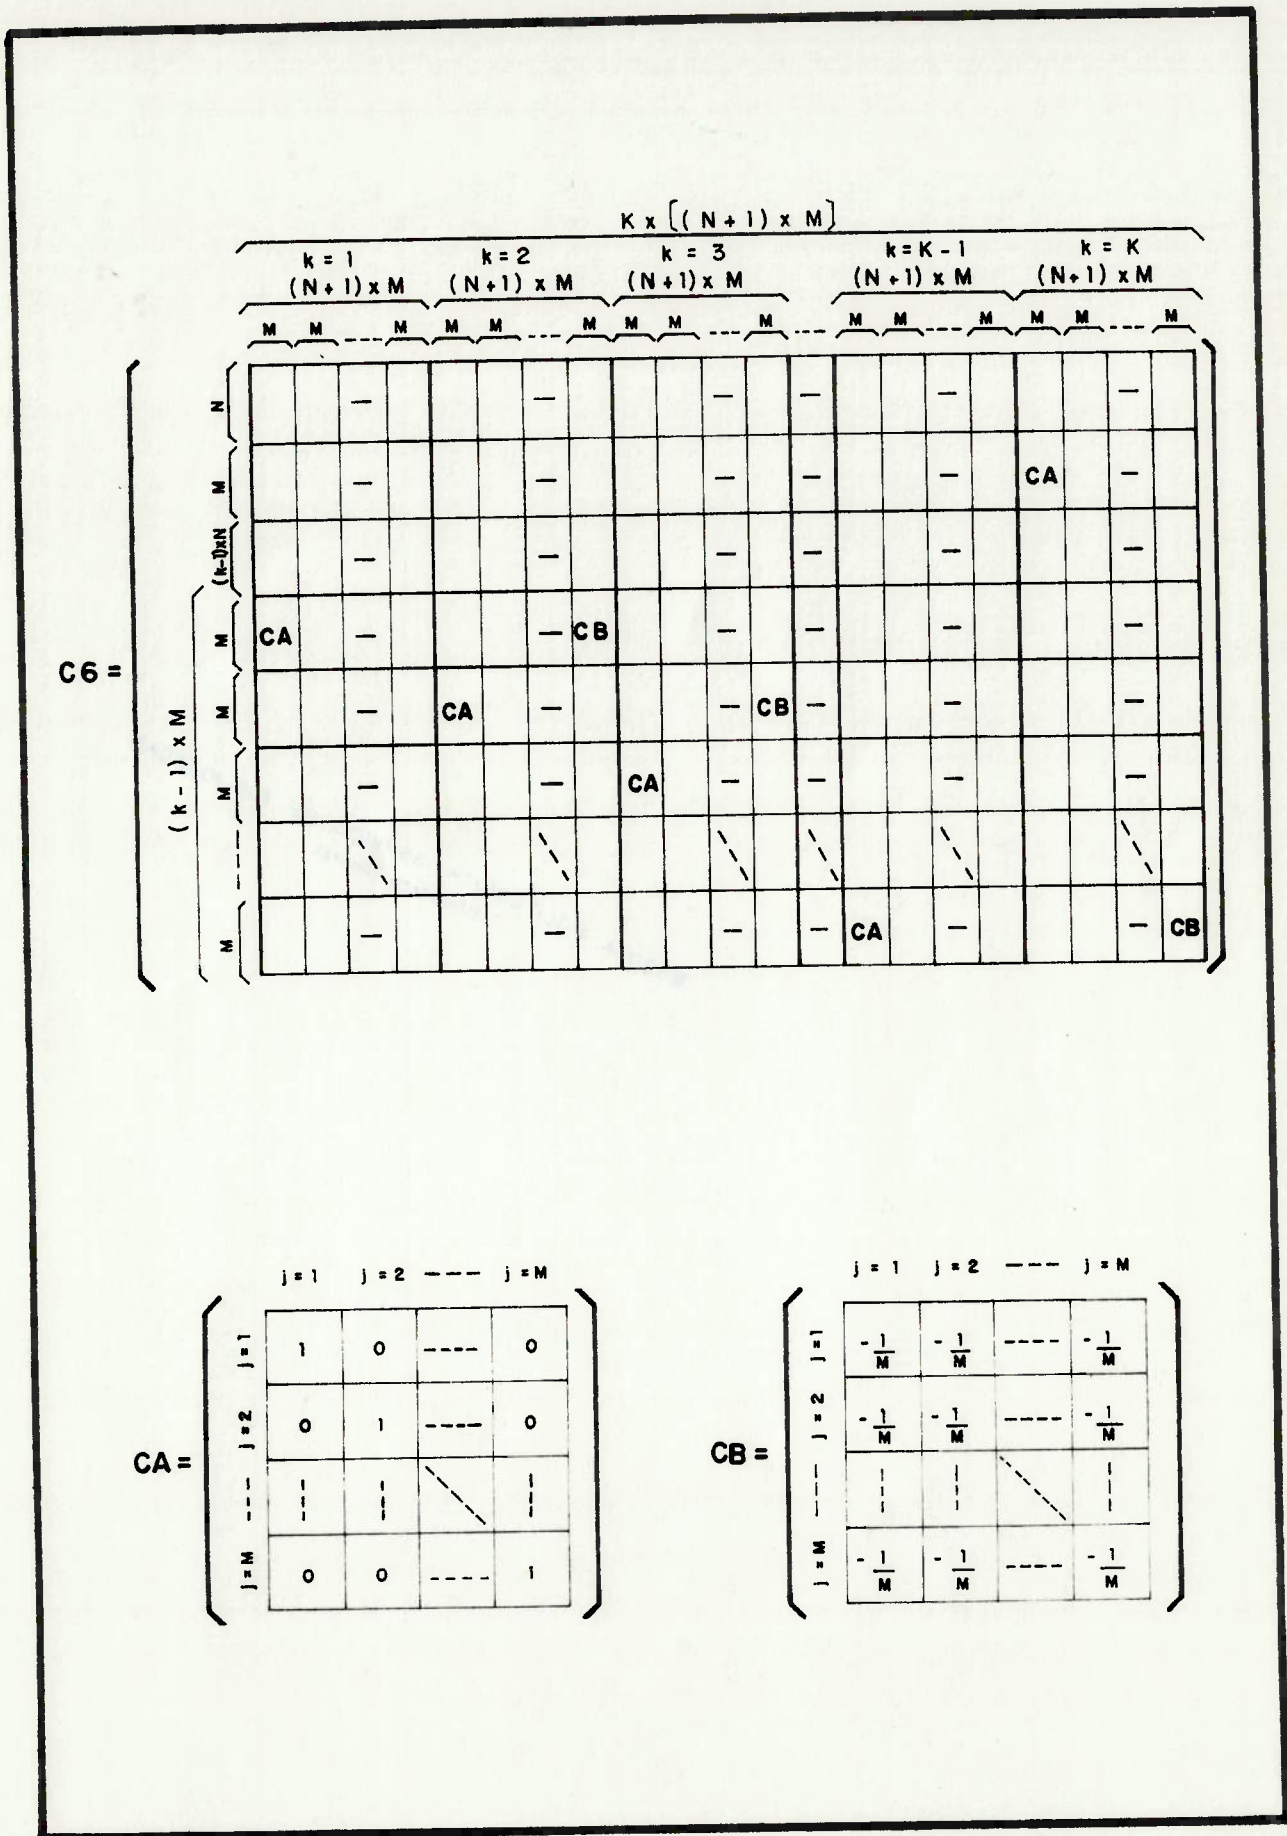 K x [( N + 1 ) x M]
k = 1 k = 2 k = 3 k = K - 1 k = K
(N + 1) x M (N + 1) x M (N + 1) x M (N + 1) x M (N + 1) x M
M M ---- M M M --- M M M --- M --- M M ---- M M M ---- M
N —
M — CA —
(k-1)xN —
M CA — — CB —
C6 =
(k - 1) x M
M — CA — — CB —
M — CA —
M — CA — — CB
j = 1 j = 2 ---- j = M
j = 1 1 0 ---- 0
j = 2 0 1 ---- 0
CA =
j = M 0 0 ---- 1
j = 1 j = 2 --- j = M
j = 1 - 1/M - 1/M ---- - 1/M
j = 2 - 1/M - 1/M ---- - 1/M
CB =
j = M - 1/M - 1/M ---- - 1/M